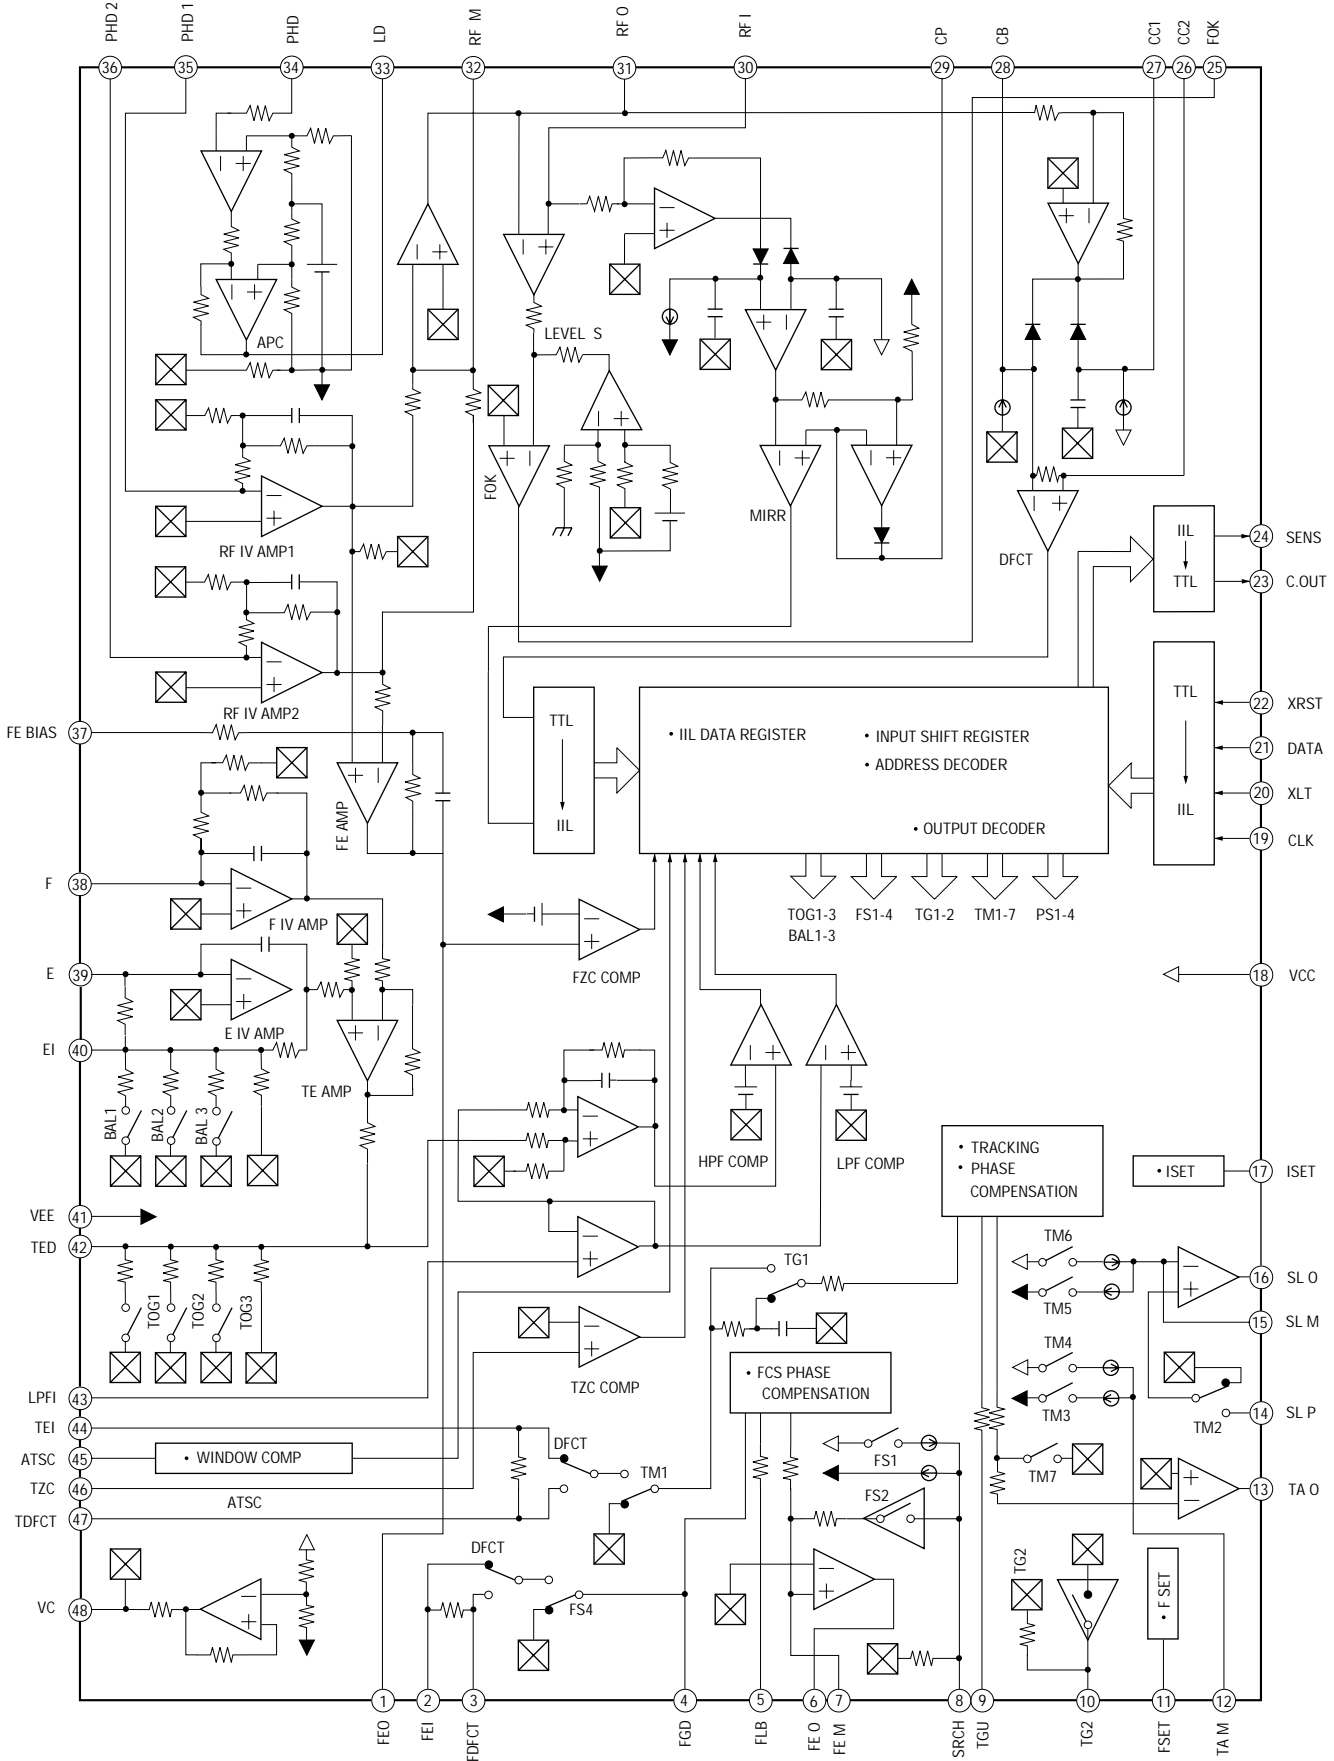 PHD 2
PHD 1
PHD
LD
RF M
RF O
RF I
CP
CB
CC1
CC2
FOK
36
35
34
33
32
31
30
29
28
27
26
25
LEVEL S
APC
FOK
MIRR
DFCT
RF IV AMP1
RF IV AMP2
IIL
TTL
24
SENS
23
C.OUT
FE BIAS
37
TTL
IIL
• IIL DATA REGISTER
• INPUT SHIFT REGISTER
• ADDRESS DECODER
• OUTPUT DECODER
TTL
IIL
22
XRST
21
DATA
20
XLT
19
CLK
FE AMP
F
38
F IV AMP
TOG1-3
BAL1-3
FS1-4
TG1-2
TM1-7
PS1-4
E
39
E IV AMP
FZC COMP
18
VCC
EI
40
TE AMP
BAL1
BAL2
BAL 3
HPF COMP
LPF COMP
• TRACKING
• PHASE
COMPENSATION
• ISET
17
ISET
VEE
41
TED
42
TOG1
TOG2
TOG3
TG1
TM6
TM5
16
SL O
15
SL M
TZC COMP
• FCS PHASE
COMPENSATION
TM4
TM3
TM2
14
SL P
LPFI
43
TEI
44
ATSC
45
• WINDOW COMP
TZC
46
ATSC
TDFCT
47
DFCT
TM1
FS1
FS2
TM7
13
TA O
VC
48
DFCT
FS4
TG2
• F SET
1
2
3
4
5
6
7
8
9
10
11
12
FEO
FEI
FDFCT
FGD
FLB
FE O
FE M
SRCH
TGU
TG2
FSET
TA M